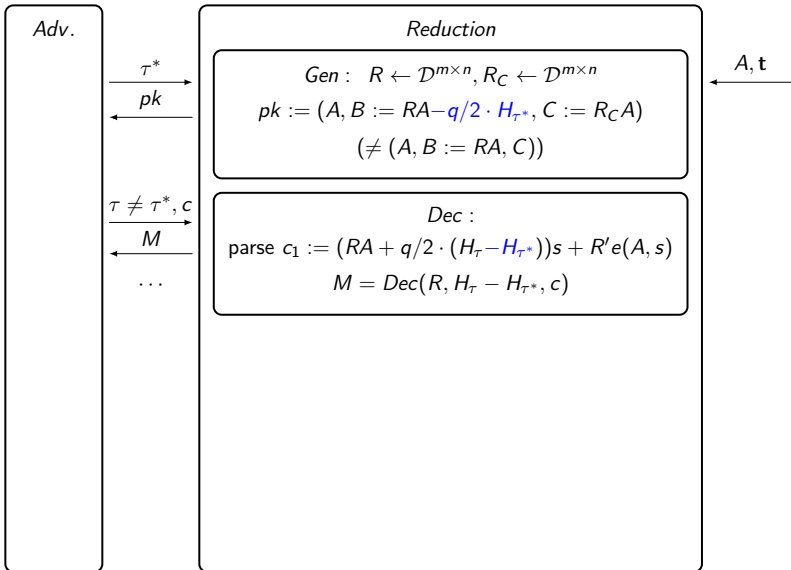 Adv.
Reduction
τ*
pk
A, t
Gen : R ← D^{m×n}, R_C ← D^{m×n}
pk := (A, B := RA−q/2 · H_{τ*}, C := R_C A)
(≠ (A, B := RA, C))
τ ≠ τ*, c
M
...
Dec :
parse c₁ := (RA + q/2 · (H_τ−H_{τ*}))s + R′e(A, s)
M = Dec(R, H_τ − H_{τ*}, c)